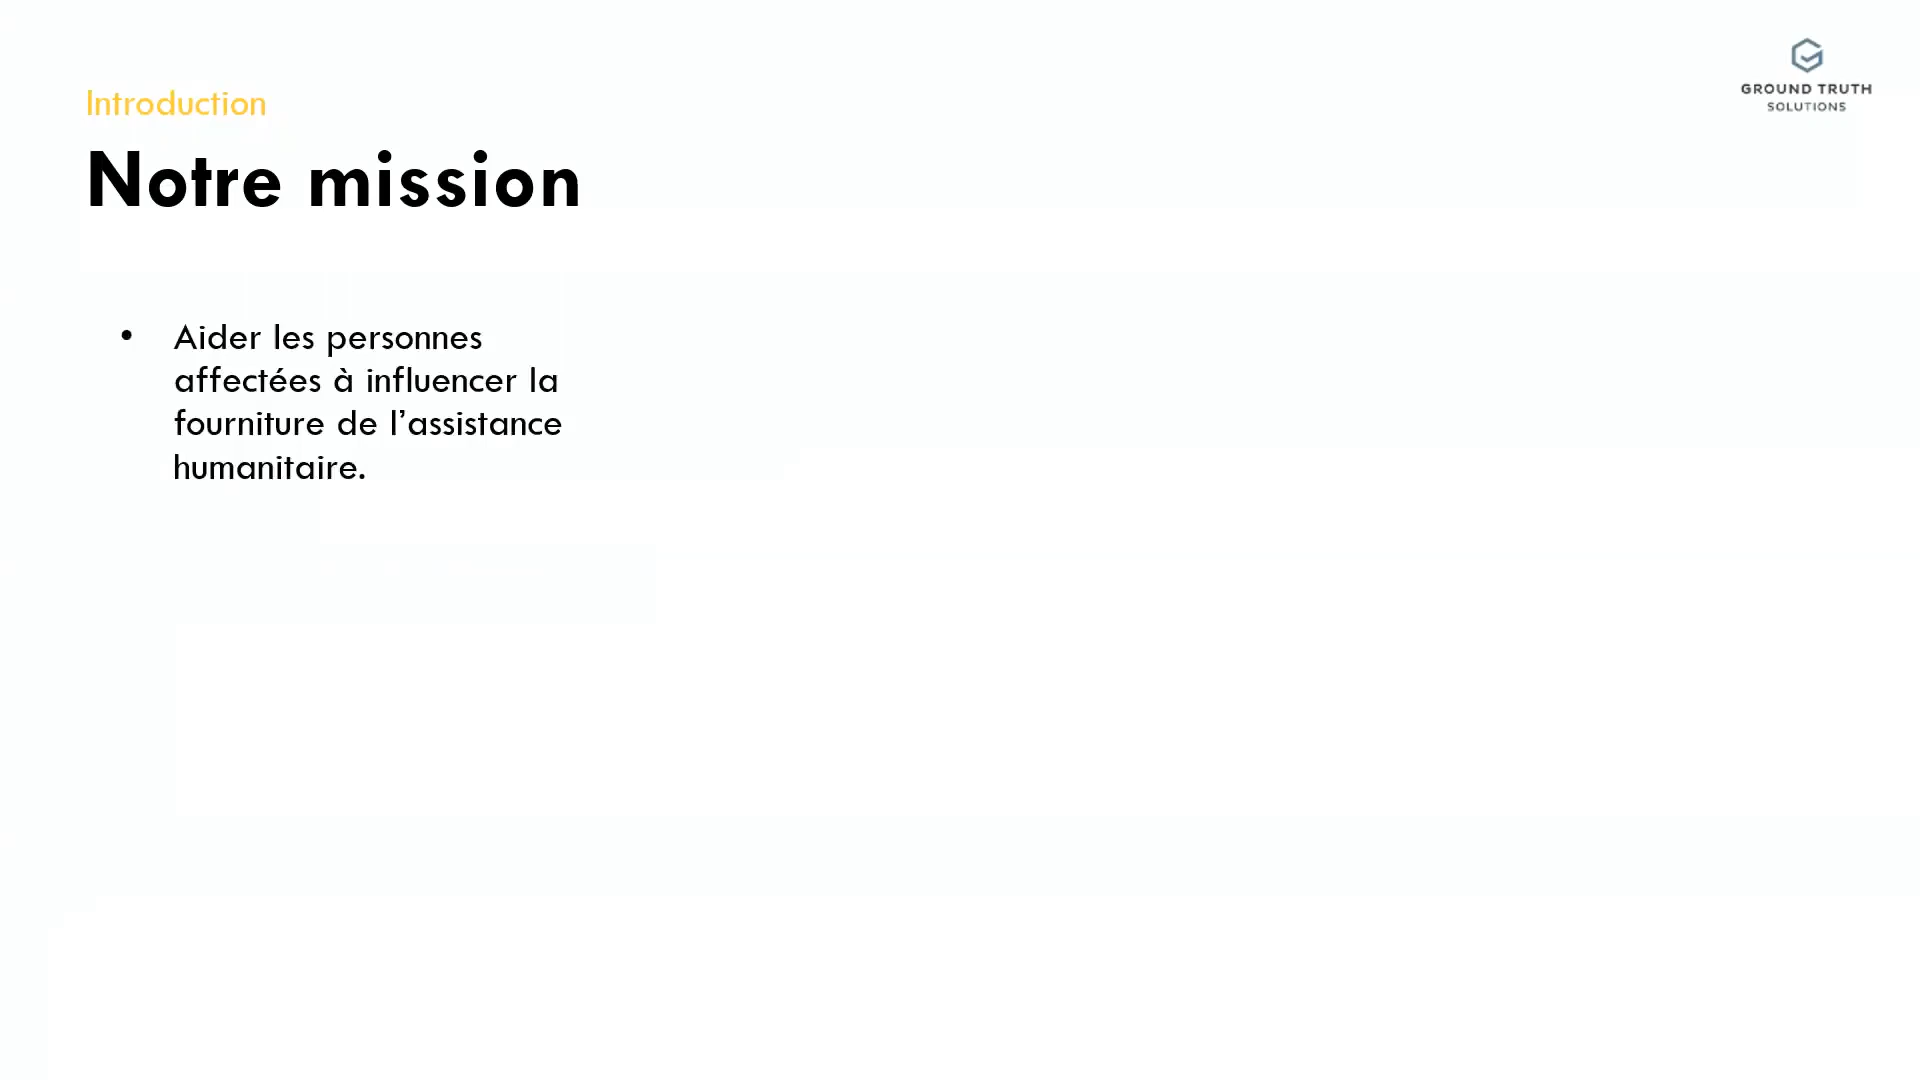 GROUND TRUTH
SOLUTIONS
Introduction
Notre mission
• Aider les personnes
affectées à influencer la
fourniture de l’assistance
humanitaire.